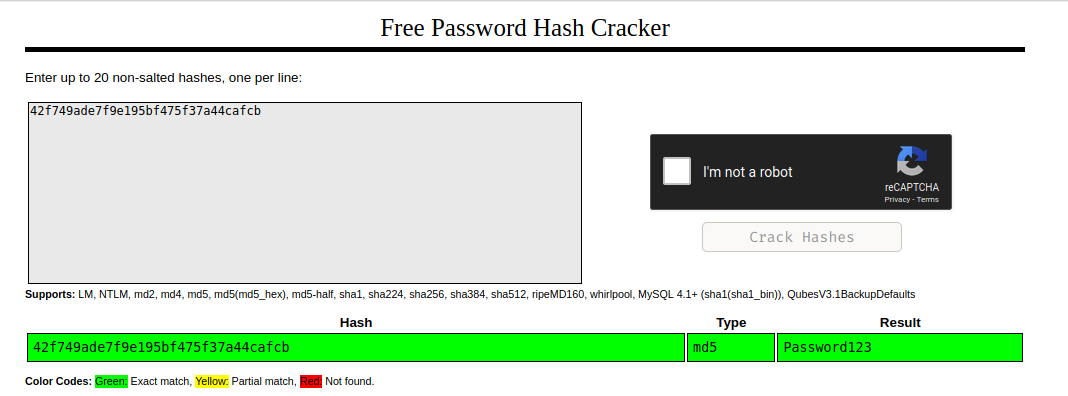 Free Password Hash Cracker
Enter up to 20 non-salted hashes, one per line:
42f749ade7f9e195bf475f37a44cafcb
I'm not a robot
reCAPTCHA
Privacy - Terms
Crack Hashes
Supports: LM, NTLM, md2, md4, md5, md5(md5_hex), md5-half, sha1, sha224, sha256, sha384, sha512, ripeMD160, whirlpool, MySQL 4.1+ (sha1(sha1_bin)), QubesV3.1BackupDefaults
Hash Type Result
42f749ade7f9e195bf475f37a44cafcb md5 Password123
Color Codes: Green: Exact match, Yellow: Partial match, Red: Not found.